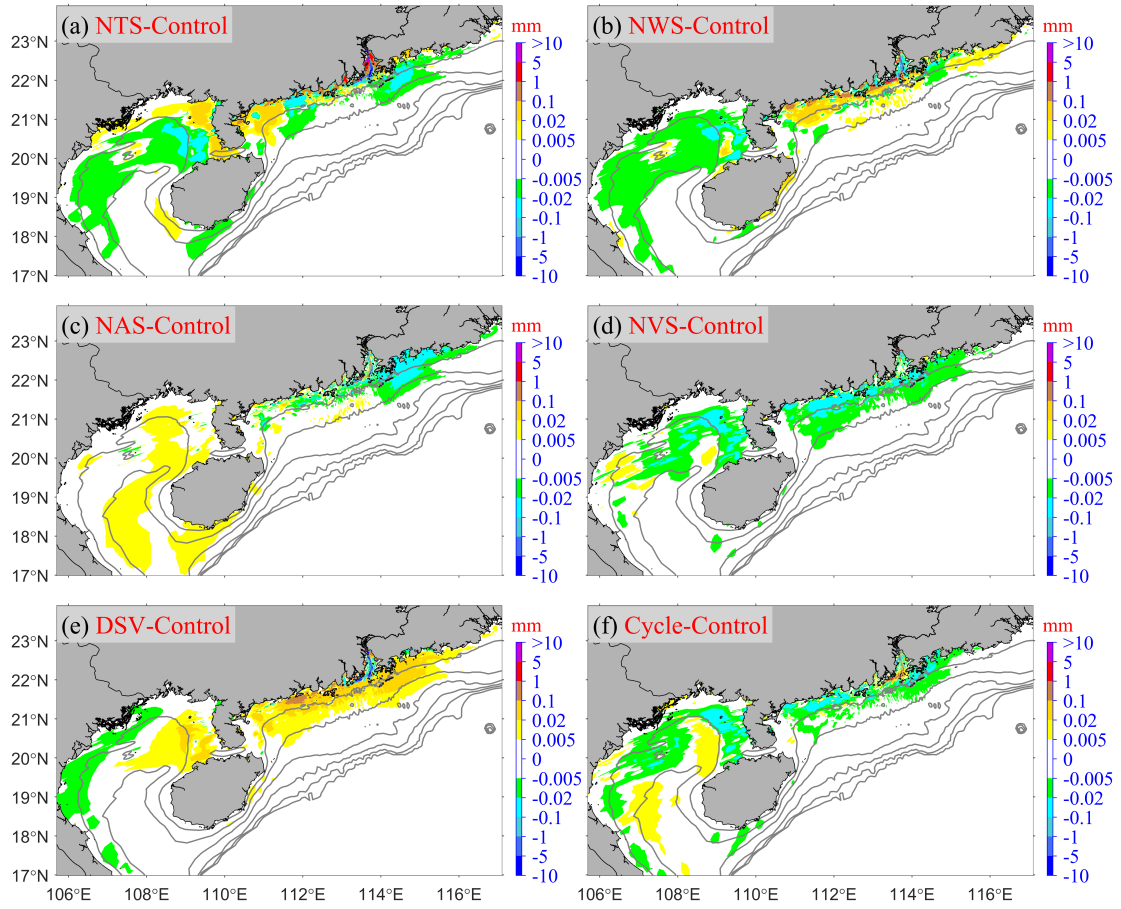 (a) NTS-Control
mm
23°N
22°N
21°N
20°N
19°N
18°N
17°N
>10
5
1
0.1
0.02
0.005
0
-0.005
-0.02
-0.1
-1
-5
-10
(b) NWS-Control
mm
>10
5
1
0.1
0.02
0.005
0
-0.005
-0.02
-0.1
-1
-5
-10
(c) NAS-Control
mm
23°N
22°N
21°N
20°N
19°N
18°N
17°N
>10
5
1
0.1
0.02
0.005
0
-0.005
-0.02
-0.1
-1
-5
-10
(d) NVS-Control
mm
>10
5
1
0.1
0.02
0.005
0
-0.005
-0.02
-0.1
-1
-5
-10
(e) DSV-Control
mm
23°N
22°N
21°N
20°N
19°N
18°N
17°N
>10
5
1
0.1
0.02
0.005
0
-0.005
-0.02
-0.1
-1
-5
-10
106°E 108°E 110°E 112°E 114°E 116°E
(f) Cycle-Control
mm
>10
5
1
0.1
0.02
0.005
0
-0.005
-0.02
-0.1
-1
-5
-10
106°E 108°E 110°E 112°E 114°E 116°E